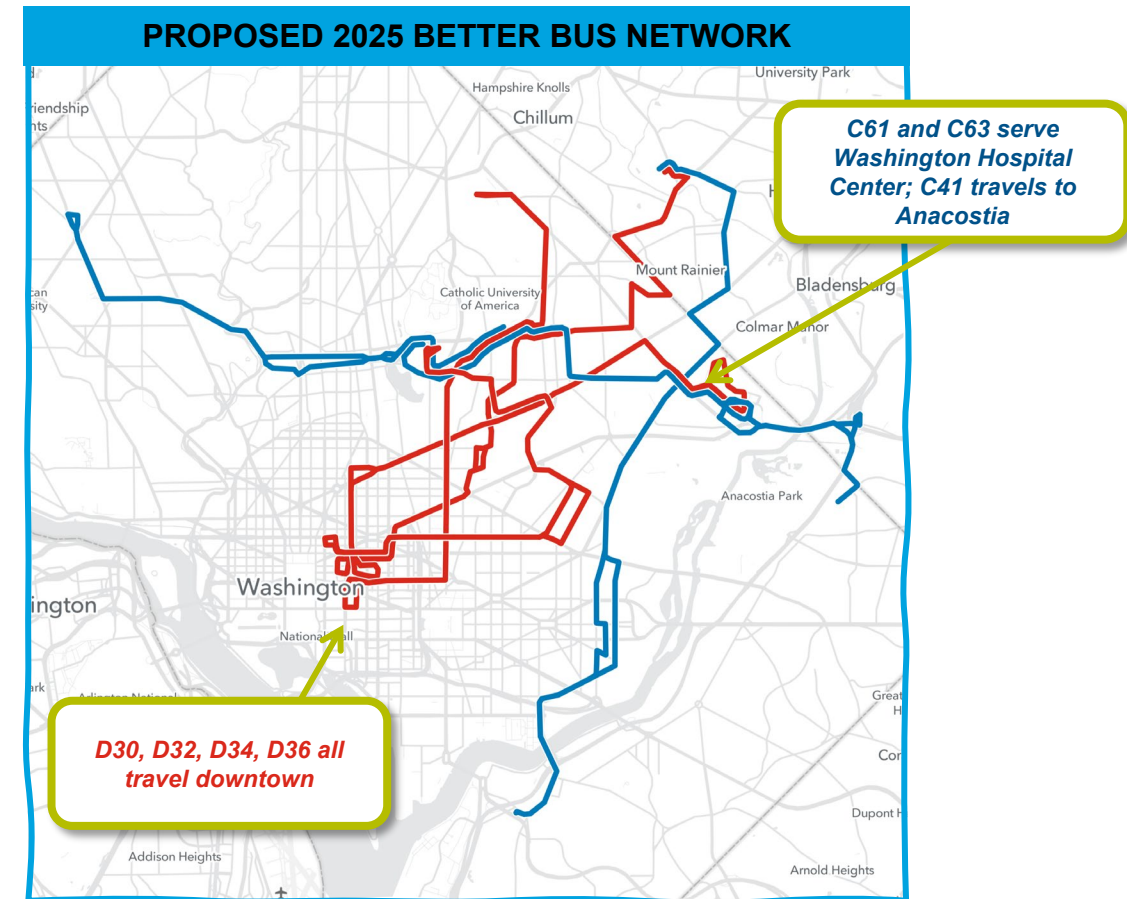 PROPOSED 2025 BETTER BUS NETWORK
University Park
Hampshire Knolls
Chillum
C61 and C63 serve
Washington Hospital
Center; C41 travels to
Anacostia
Mount Rainier
Bladensburg
Catholic University
of America
Colmar Manor
Anacostia Park
Washington
National
D30, D32, D34, D36 all
travel downtown
Addison Heights
Arnold Heights